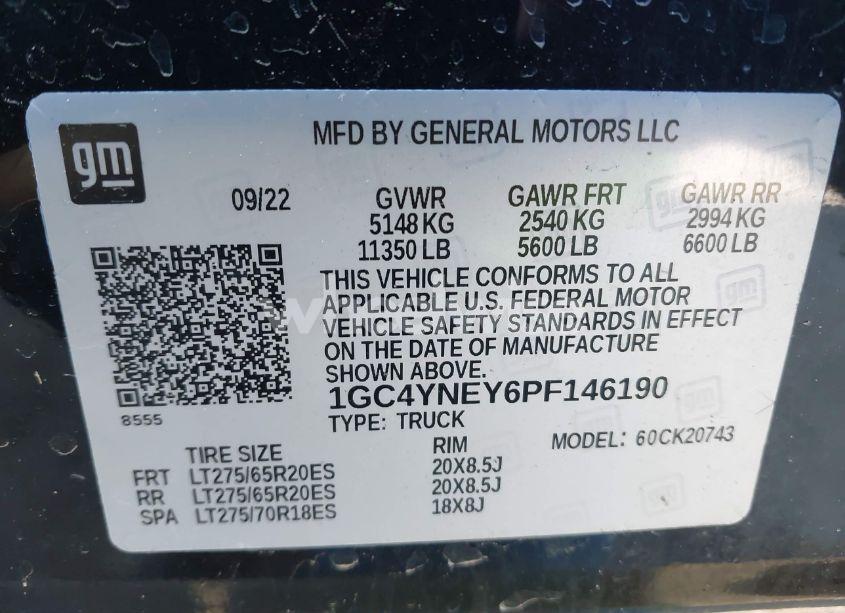 gm
MFD BY GENERAL MOTORS LLC
09/22 GVWR GAWR FRT GAWR RR
5148 KG 2540 KG 2994 KG
11350 LB 5600 LB 6600 LB
THIS VEHICLE CONFORMS TO ALL
APPLICABLE U.S. FEDERAL MOTOR
VEHICLE SAFETY STANDARDS IN EFFECT
ON THE DATE OF MANUFACTURE
SHOWN ABOVE.
1GC4YNEY6PF146190
8555
TYPE: TRUCK
MODEL: 60CK20743
TIRE SIZE RIM
FRT LT275/65R20ES 20X8.5J
RR LT275/65R20ES 20X8.5J
SPA LT275/70R18ES 18X8J